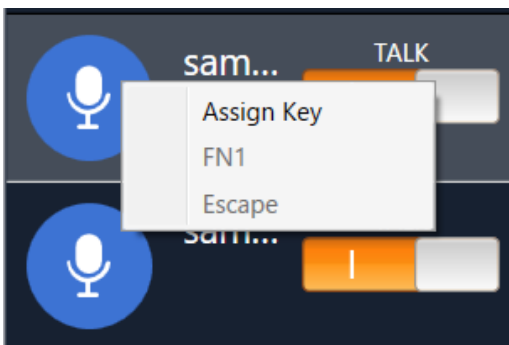 sam...
TALK
Assign Key
FN1
Escape
sam...
I